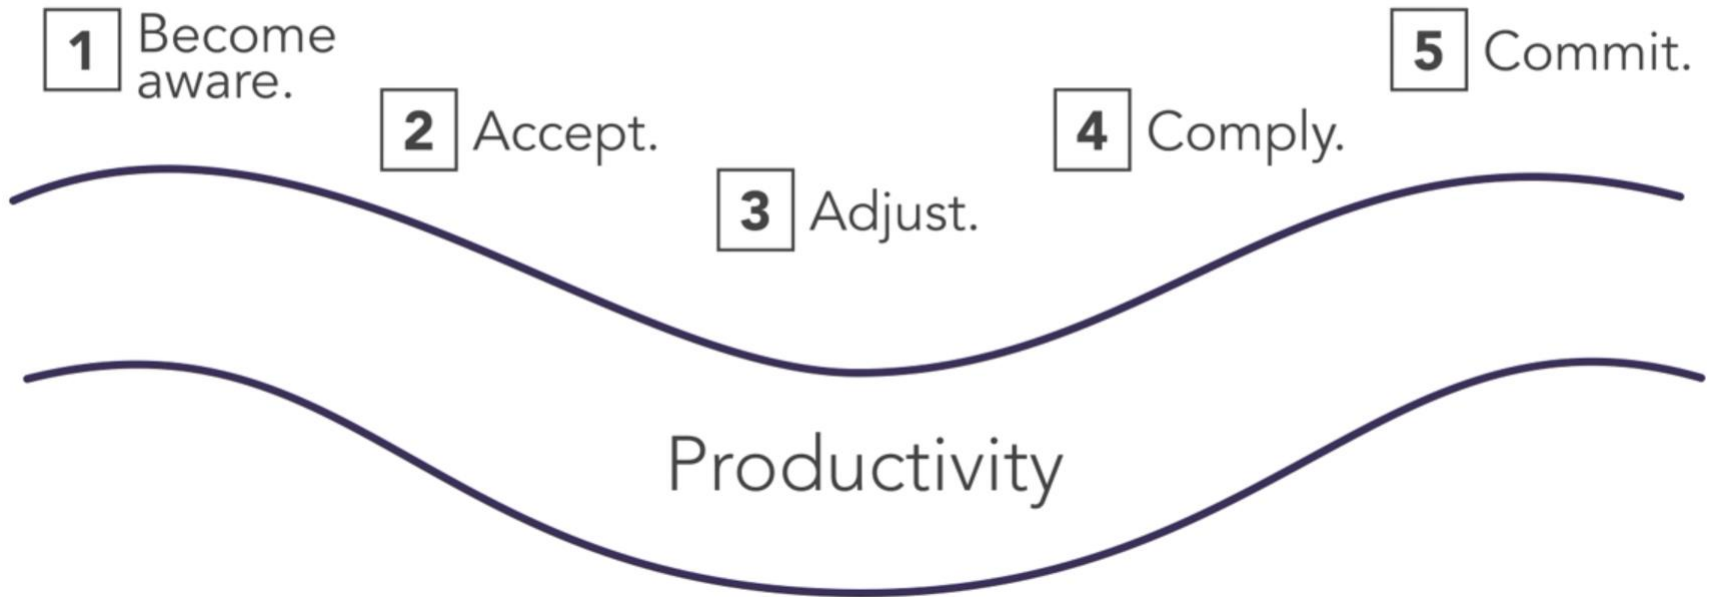 1 Become
aware.
2 Accept.
3 Adjust.
4 Comply.
5 Commit.
Productivity